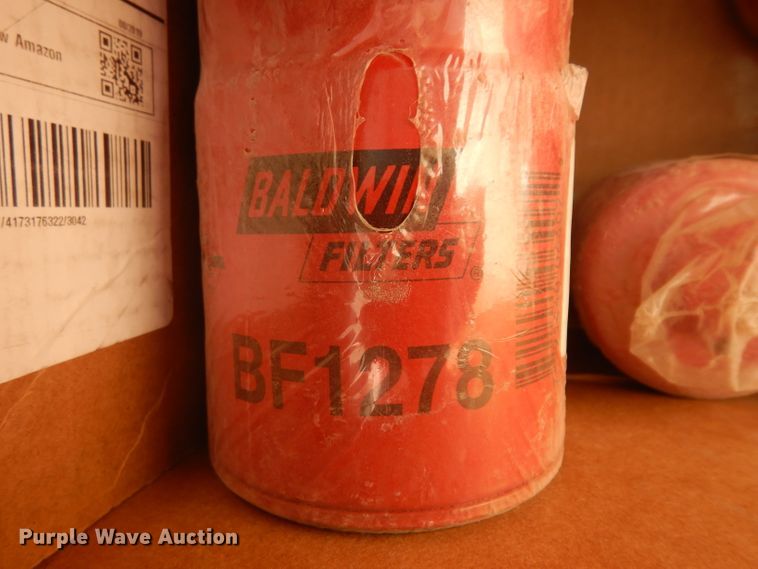 w Amazon
/4173176322/3042
BALDWIN
FILTERS
®
BF1278
Purple Wave Auction